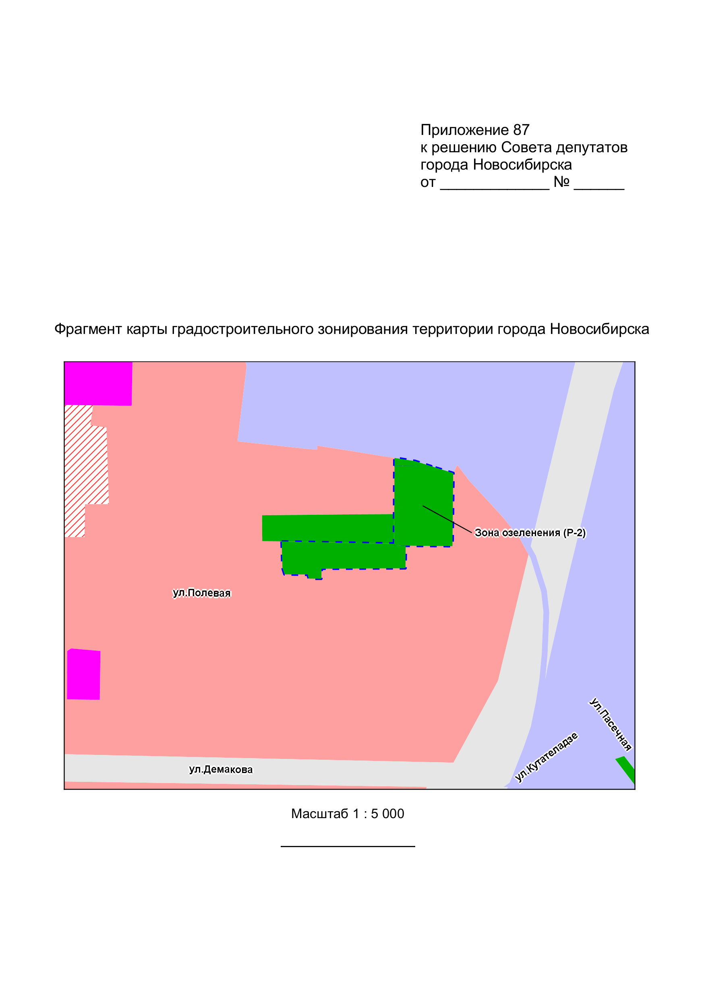 Приложение 87
к решению Совета депутатов
города Новосибирска
от _____________ № ______
Фрагмент карты градостроительного зонирования территории города Новосибирска
Зона озеленения (Р-2)
ул.Полевая
ул.Пасечная
ул.Кутателадзе
ул.Демакова
Масштаб 1 : 5 000